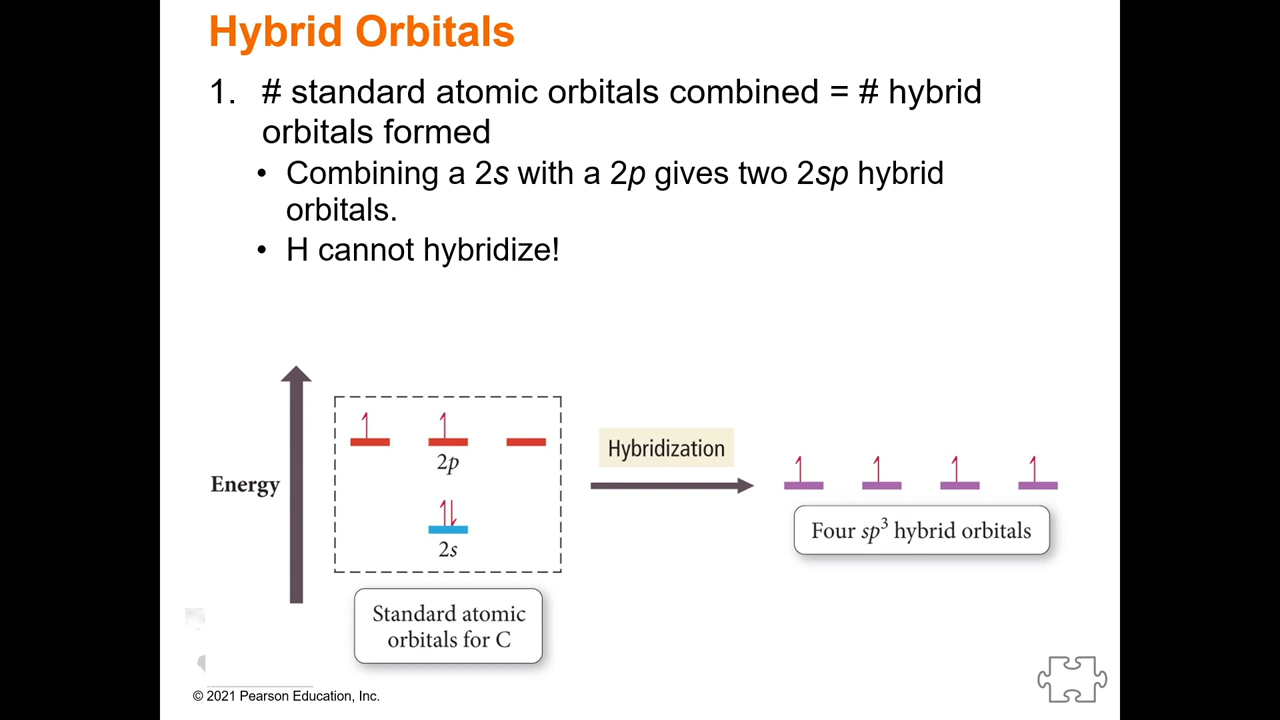 Hybrid Orbitals
1. # standard atomic orbitals combined = # hybrid
orbitals formed
• Combining a 2s with a 2p gives two 2sp hybrid
orbitals.
• H cannot hybridize!
2p
Hybridization
Energy
2s
Four sp³ hybrid orbitals
Standard atomic
orbitals for C
© 2021 Pearson Education, Inc.